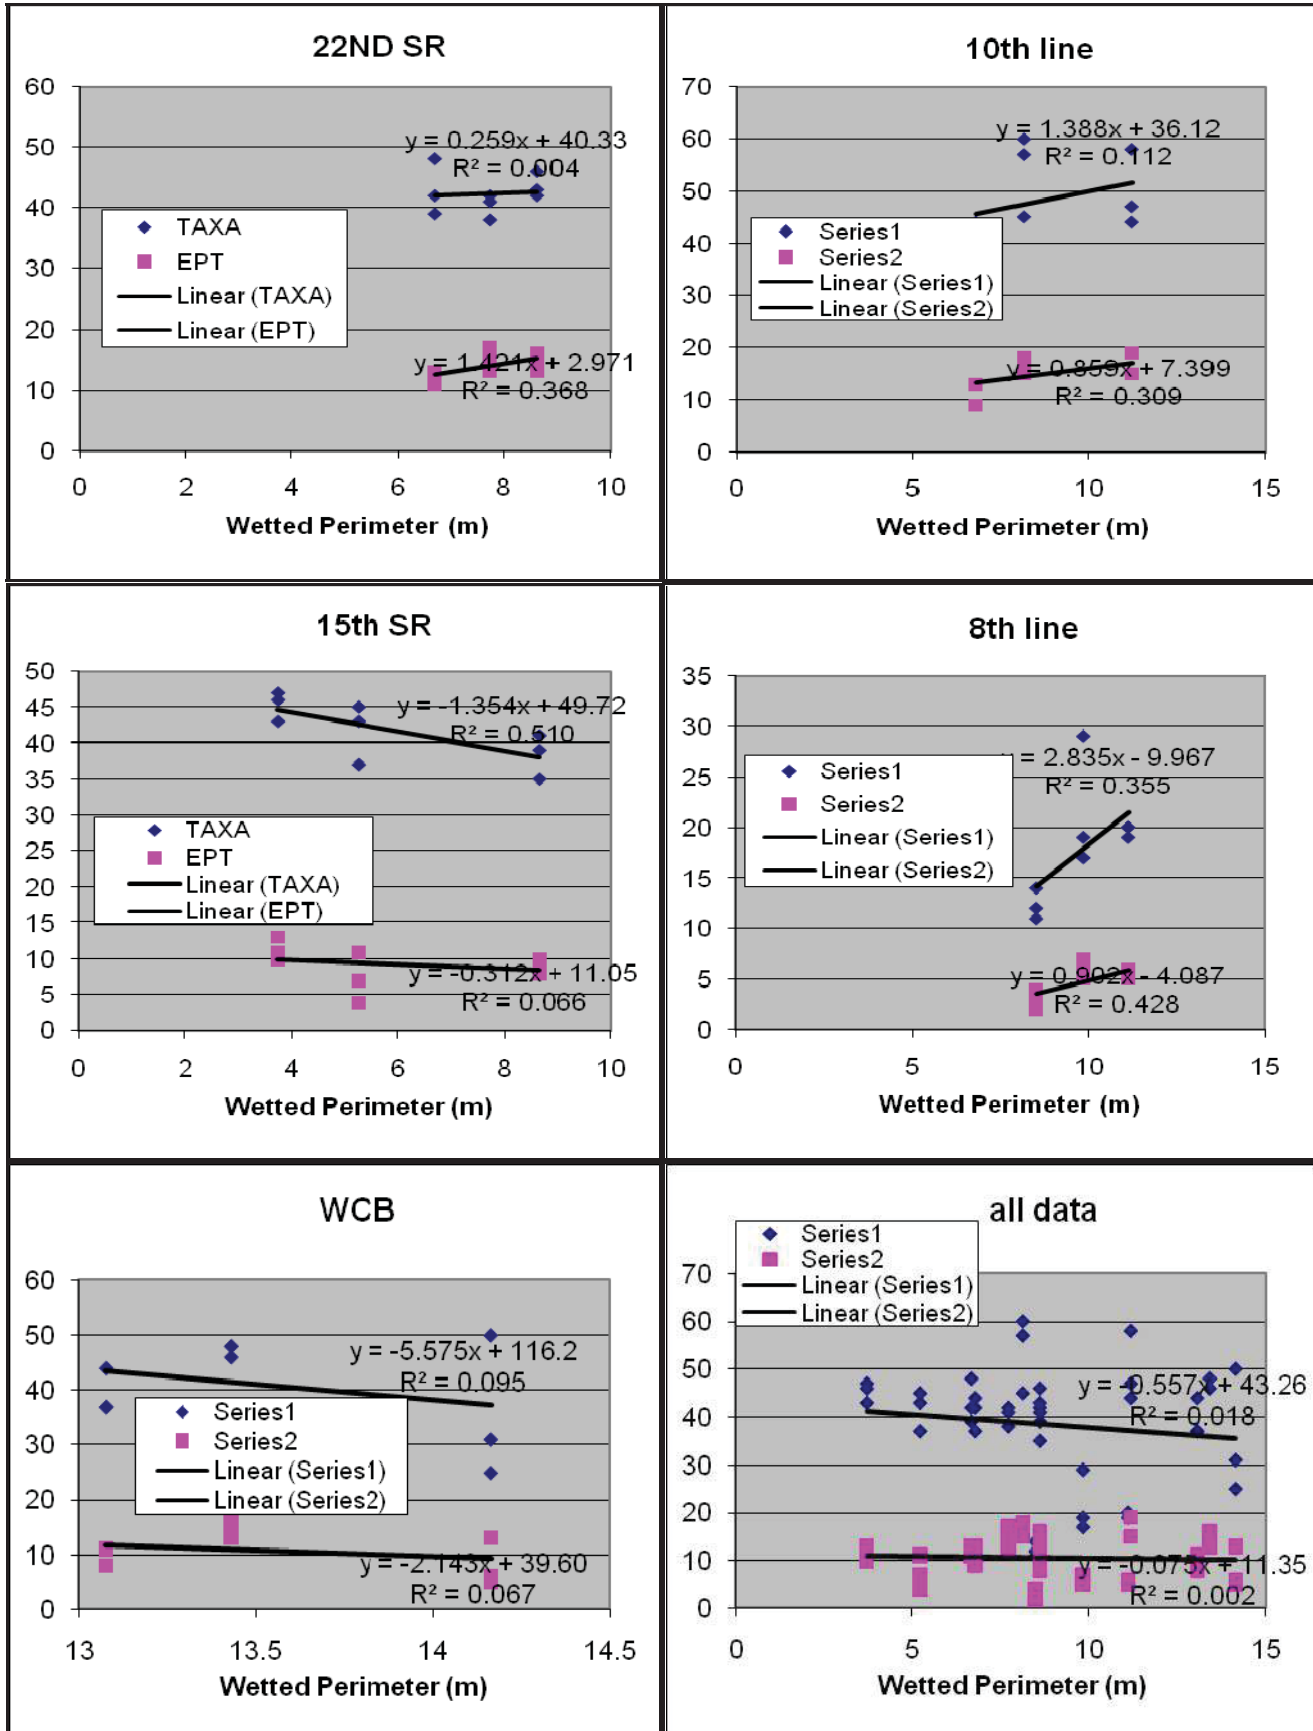 22ND SR
60
50
40
30
20
10
0
y = 0.259x + 40.33
R² = 0.004
TAXA
EPT
Linear (TAXA)
Linear (EPT)
y = 1.421x + 2.971
R² = 0.368
0 2 4 6 8 10
Wetted Perimeter (m)
10th line
70
60
50
40
30
20
10
0
y = 1.388x + 36.12
R² = 0.112
Series1
Series2
Linear (Series1)
Linear (Series2)
y = 0.859x + 7.399
R² = 0.309
0 5 10 15
Wetted Perimeter (m)
15th SR
50
45
40
35
30
25
20
15
10
5
0
y = -1.354x + 49.72
R² = 0.510
TAXA
EPT
Linear (TAXA)
Linear (EPT)
y = -0.312x + 11.05
R² = 0.066
0 2 4 6 8 10
Wetted Perimeter (m)
8th line
35
30
25
20
15
10
5
0
y = 2.835x - 9.967
R² = 0.355
Series1
Series2
Linear (Series1)
Linear (Series2)
y = 0.902x - 4.087
R² = 0.428
0 5 10 15
Wetted Perimeter (m)
WCB
60
50
40
30
20
10
0
y = -5.575x + 116.2
R² = 0.095
Series1
Series2
Linear (Series1)
Linear (Series2)
y = -2.143x + 39.60
R² = 0.067
13 13.5 14 14.5
Wetted Perimeter (m)
all data
Series1
Series2
Linear (Series1)
Linear (Series2)
70
60
50
40
30
20
10
0
y = -0.557x + 43.26
R² = 0.018
y = -0.075x + 11.35
R² = 0.002
0 5 10 15
Wetted Perimeter (m)